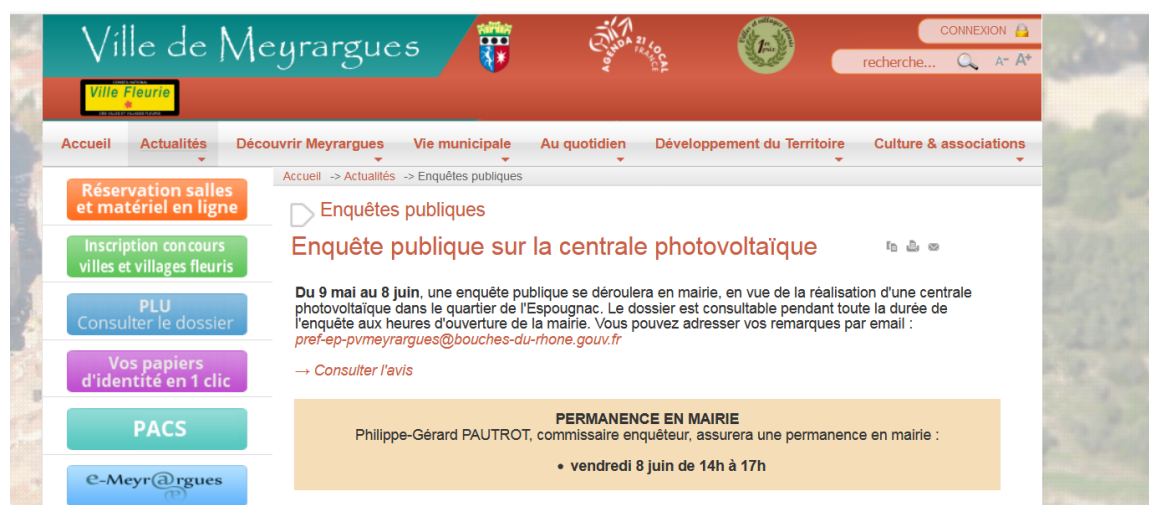 Ville de Meyrargues
AGENDA 21 LOCAL
FRANCE
CONNEXION
recherche...
A- A+
Ville Fleurie
Accueil Actualités Découvrir Meyrargues Vie municipale Au quotidien Développement du Territoire Culture & associations
Accueil -> Actualités -> Enquêtes publiques
Réservation salles
et matériel en ligne
Inscription concours
villes et villages fleuris
PLU
Consulter le dossier
Vos papiers
d'identité en 1 clic
PACS
e-Meyr@rgues
Enquêtes publiques
Enquête publique sur la centrale photovoltaïque
Du 9 mai au 8 juin, une enquête publique se déroulera en mairie, en vue de la réalisation d'une centrale
photovoltaïque dans le quartier de l'Espougnac. Le dossier est consultable pendant toute la durée de
l'enquête aux heures d'ouverture de la mairie. Vous pouvez adresser vos remarques par email :
pref-ep-pvmeyrargues@bouches-du-rhone.gouv.fr
→ Consulter l'avis
PERMANENCE EN MAIRIE
Philippe-Gérard PAUTROT, commissaire enquêteur, assurera une permanence en mairie :
• vendredi 8 juin de 14h à 17h